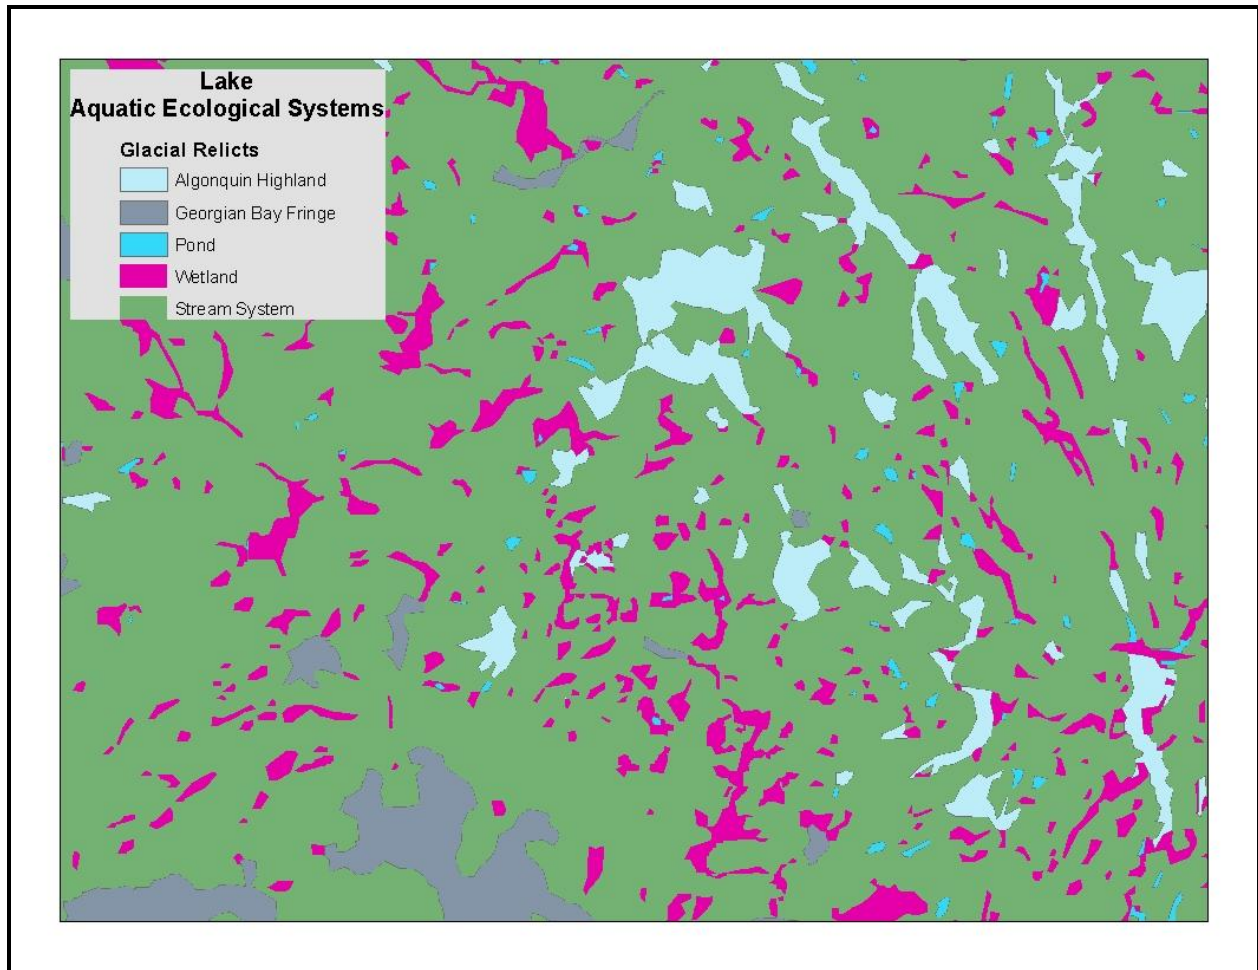 Lake
Aquatic Ecological Systems
Glacial Relicts
Algonquin Highland
Georgian Bay Fringe
Pond
Wetland
Stream System